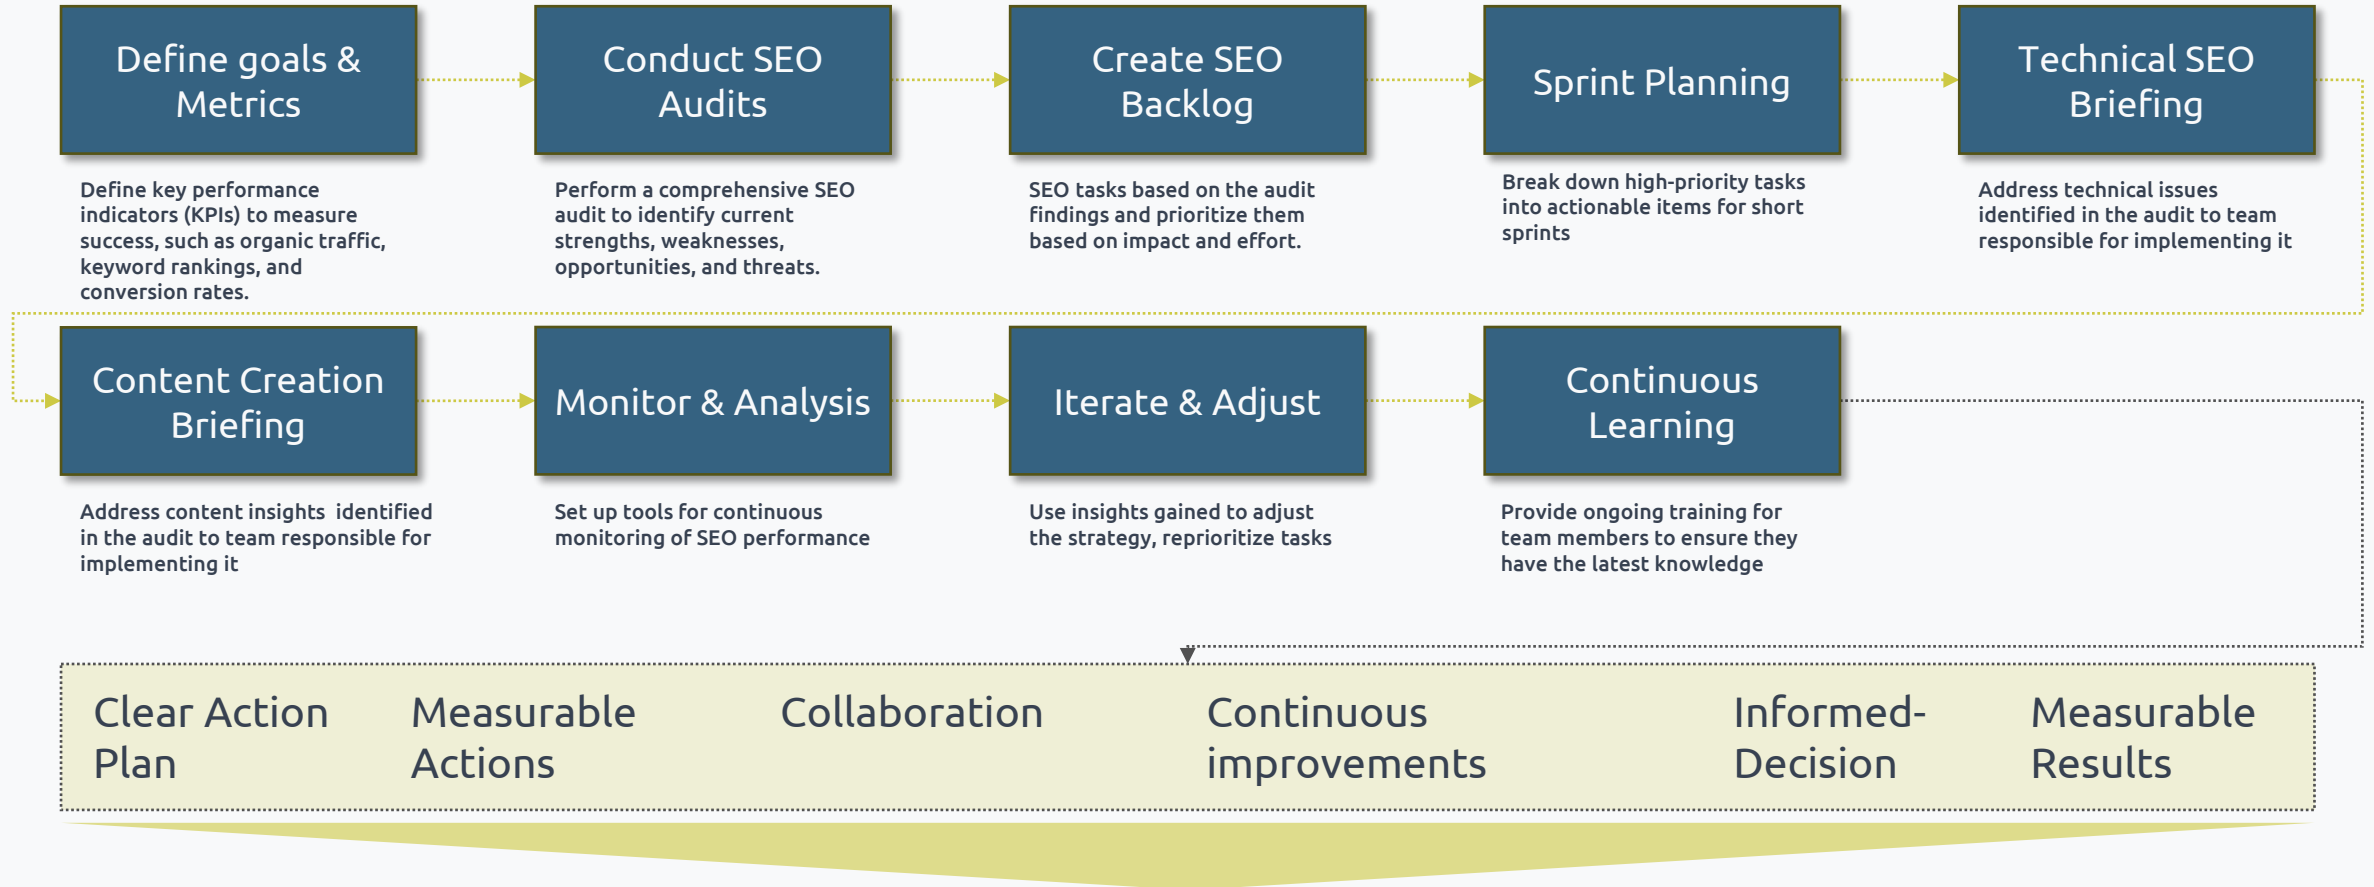 Define goals &
Metrics
Conduct SEO
Audits
Create SEO
Backlog
Sprint Planning
Technical SEO
Briefing
Define key performance
indicators (KPIs) to measure
success, such as organic traffic,
keyword rankings, and
conversion rates.
Perform a comprehensive SEO
audit to identify current
strengths, weaknesses,
opportunities, and threats.
SEO tasks based on the audit
findings and prioritize them
based on impact and effort.
Break down high-priority tasks
into actionable items for short
sprints
Address technical issues
identified in the audit to team
responsible for implementing it
Content Creation
Briefing
Monitor & Analysis
Iterate & Adjust
Continuous
Learning
Address content insights  identified
in the audit to team responsible for
implementing it
Set up tools for continuous
monitoring of SEO performance
Use insights gained to adjust
the strategy, reprioritize tasks
Provide ongoing training for
team members to ensure they
have the latest knowledge
Clear Action
Plan
Measurable
Actions
Collaboration
Continuous
improvements
Informed-
Decision
Measurable
Results